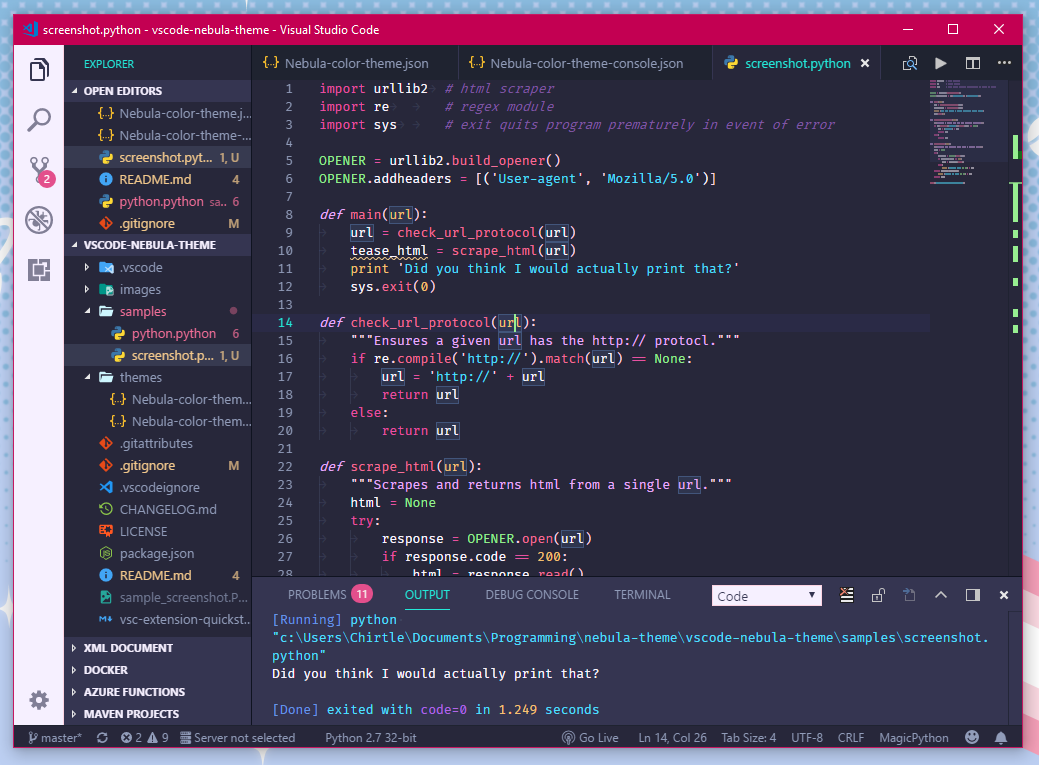 screenshot.python - vscode-nebula-theme - Visual Studio Code
EXPLORER
OPEN EDITORS
{..} Nebula-color-theme.j...
{..} Nebula-color-theme-...
screenshot.pyt... 1, U
README.md 4
python.python sa... 6
.gitignore M
VSCODE-NEBULA-THEME
.vscode
images
samples
python.python 6
screenshot.p... 1, U
themes
{..} Nebula-color-them...
{..} Nebula-color-them...
.gitattributes
.gitignore M
.vscodeignore
CHANGELOG.md
LICENSE
package.json
README.md 4
sample_screenshot.P...
vsc-extension-quickst...
XML DOCUMENT
DOCKER
AZURE FUNCTIONS
MAVEN PROJECTS
2
{..} Nebula-color-theme.json {..} Nebula-color-theme-console.json screenshot.python
1 import urllib2 # html scraper
2 import re # regex module
3 import sys # exit quits program prematurely in event of error
4
5 OPENER = urllib2.build_opener()
6 OPENER.addheaders = [('User-agent', 'Mozilla/5.0')]
7
8 def main(url):
9 url = check_url_protocol(url)
10 tease_html = scrape_html(url)
11 print 'Did you think I would actually print that?'
12 sys.exit(0)
13
14 def check_url_protocol(url):
15 """Ensures a given url has the http:// protocl."""
16 if re.compile('http://').match(url) == None:
17 url = 'http://' + url
18 return url
19 else:
20 return url
21
22 def scrape_html(url):
23 """Scrapes and returns html from a single url."""
24 html = None
25 try:
26 response = OPENER.open(url)
27 if response.code == 200:
28 html = response.read()
PROBLEMS 11 OUTPUT DEBUG CONSOLE TERMINAL Code
[Running] python
"c:\Users\Chirtle\Documents\Programming\nebula-theme\vscode-nebula-theme\samples\screenshot.
python"
Did you think I would actually print that?
[Done] exited with code=0 in 1.249 seconds
master* 2 9 Server not selected Python 2.7 32-bit Go Live Ln 14, Col 26 Tab Size: 4 UTF-8 CRLF MagicPython